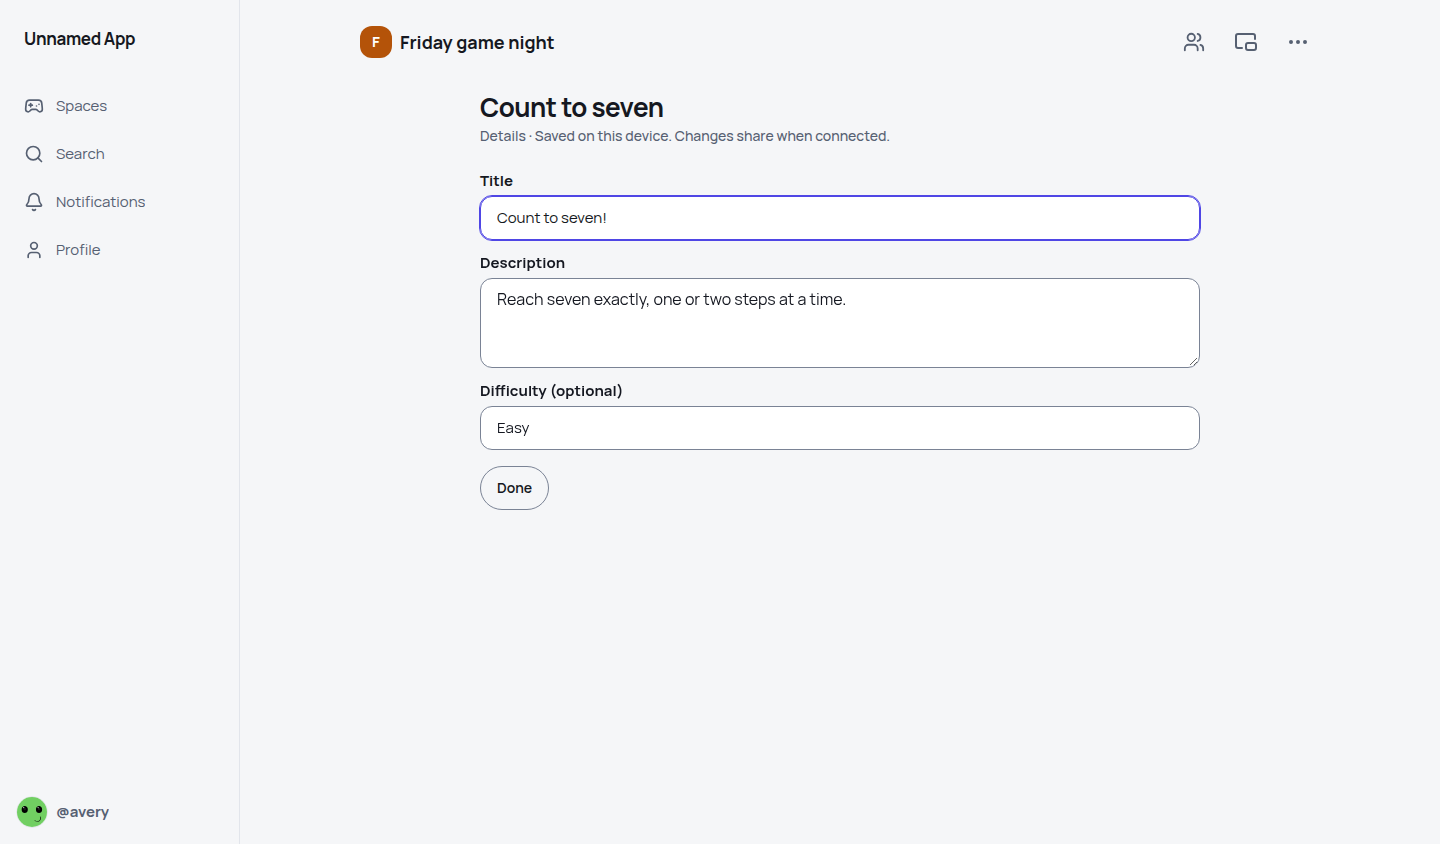 Unnamed App
Spaces
Search
Notifications
Profile
@avery
F
Friday game night
Count to seven
Details · Saved on this device. Changes share when connected.
Title
Count to seven!
Description
Reach seven exactly, one or two steps at a time.
Difficulty (optional)
Easy
Done